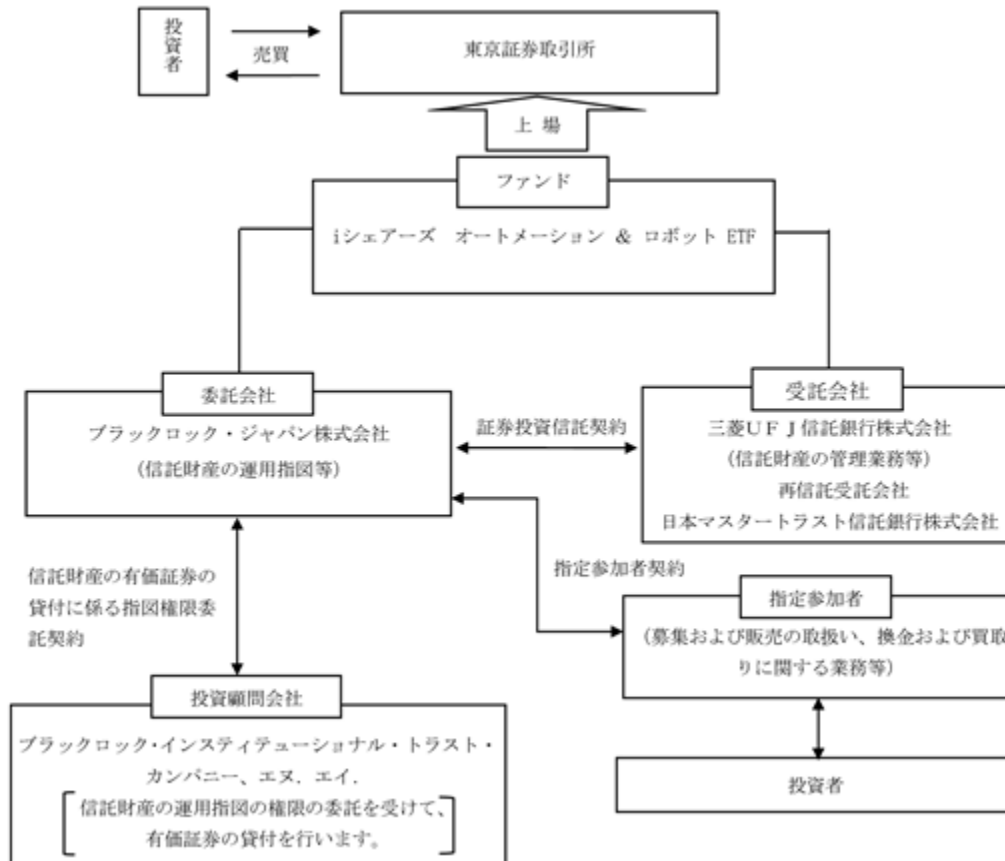 投資者
売買
東京証券取引所
上 場
ファンド
iシェアーズ オートメーション & ロボット ETF
委託会社
ブラックロック・ジャパン株式会社
(信託財産の運用指図等)
証券投資信託契約
受託会社
三菱UFJ信託銀行株式会社
(信託財産の管理業務等)
再信託受託会社
日本マスタートラスト信託銀行株式会社
信託財産の有価証券の
貸付に係る指図権限委
託契約
指定参加者契約
指定参加者
(募集および販売の取扱い、換金および買取
りに関する業務等)
投資顧問会社
ブラックロック・インスティテューショナル・トラスト・
カンパニー、エヌ．エイ．
信託財産の運用指図の権限の委託を受けて、
有価証券の貸付を行います。
投資者